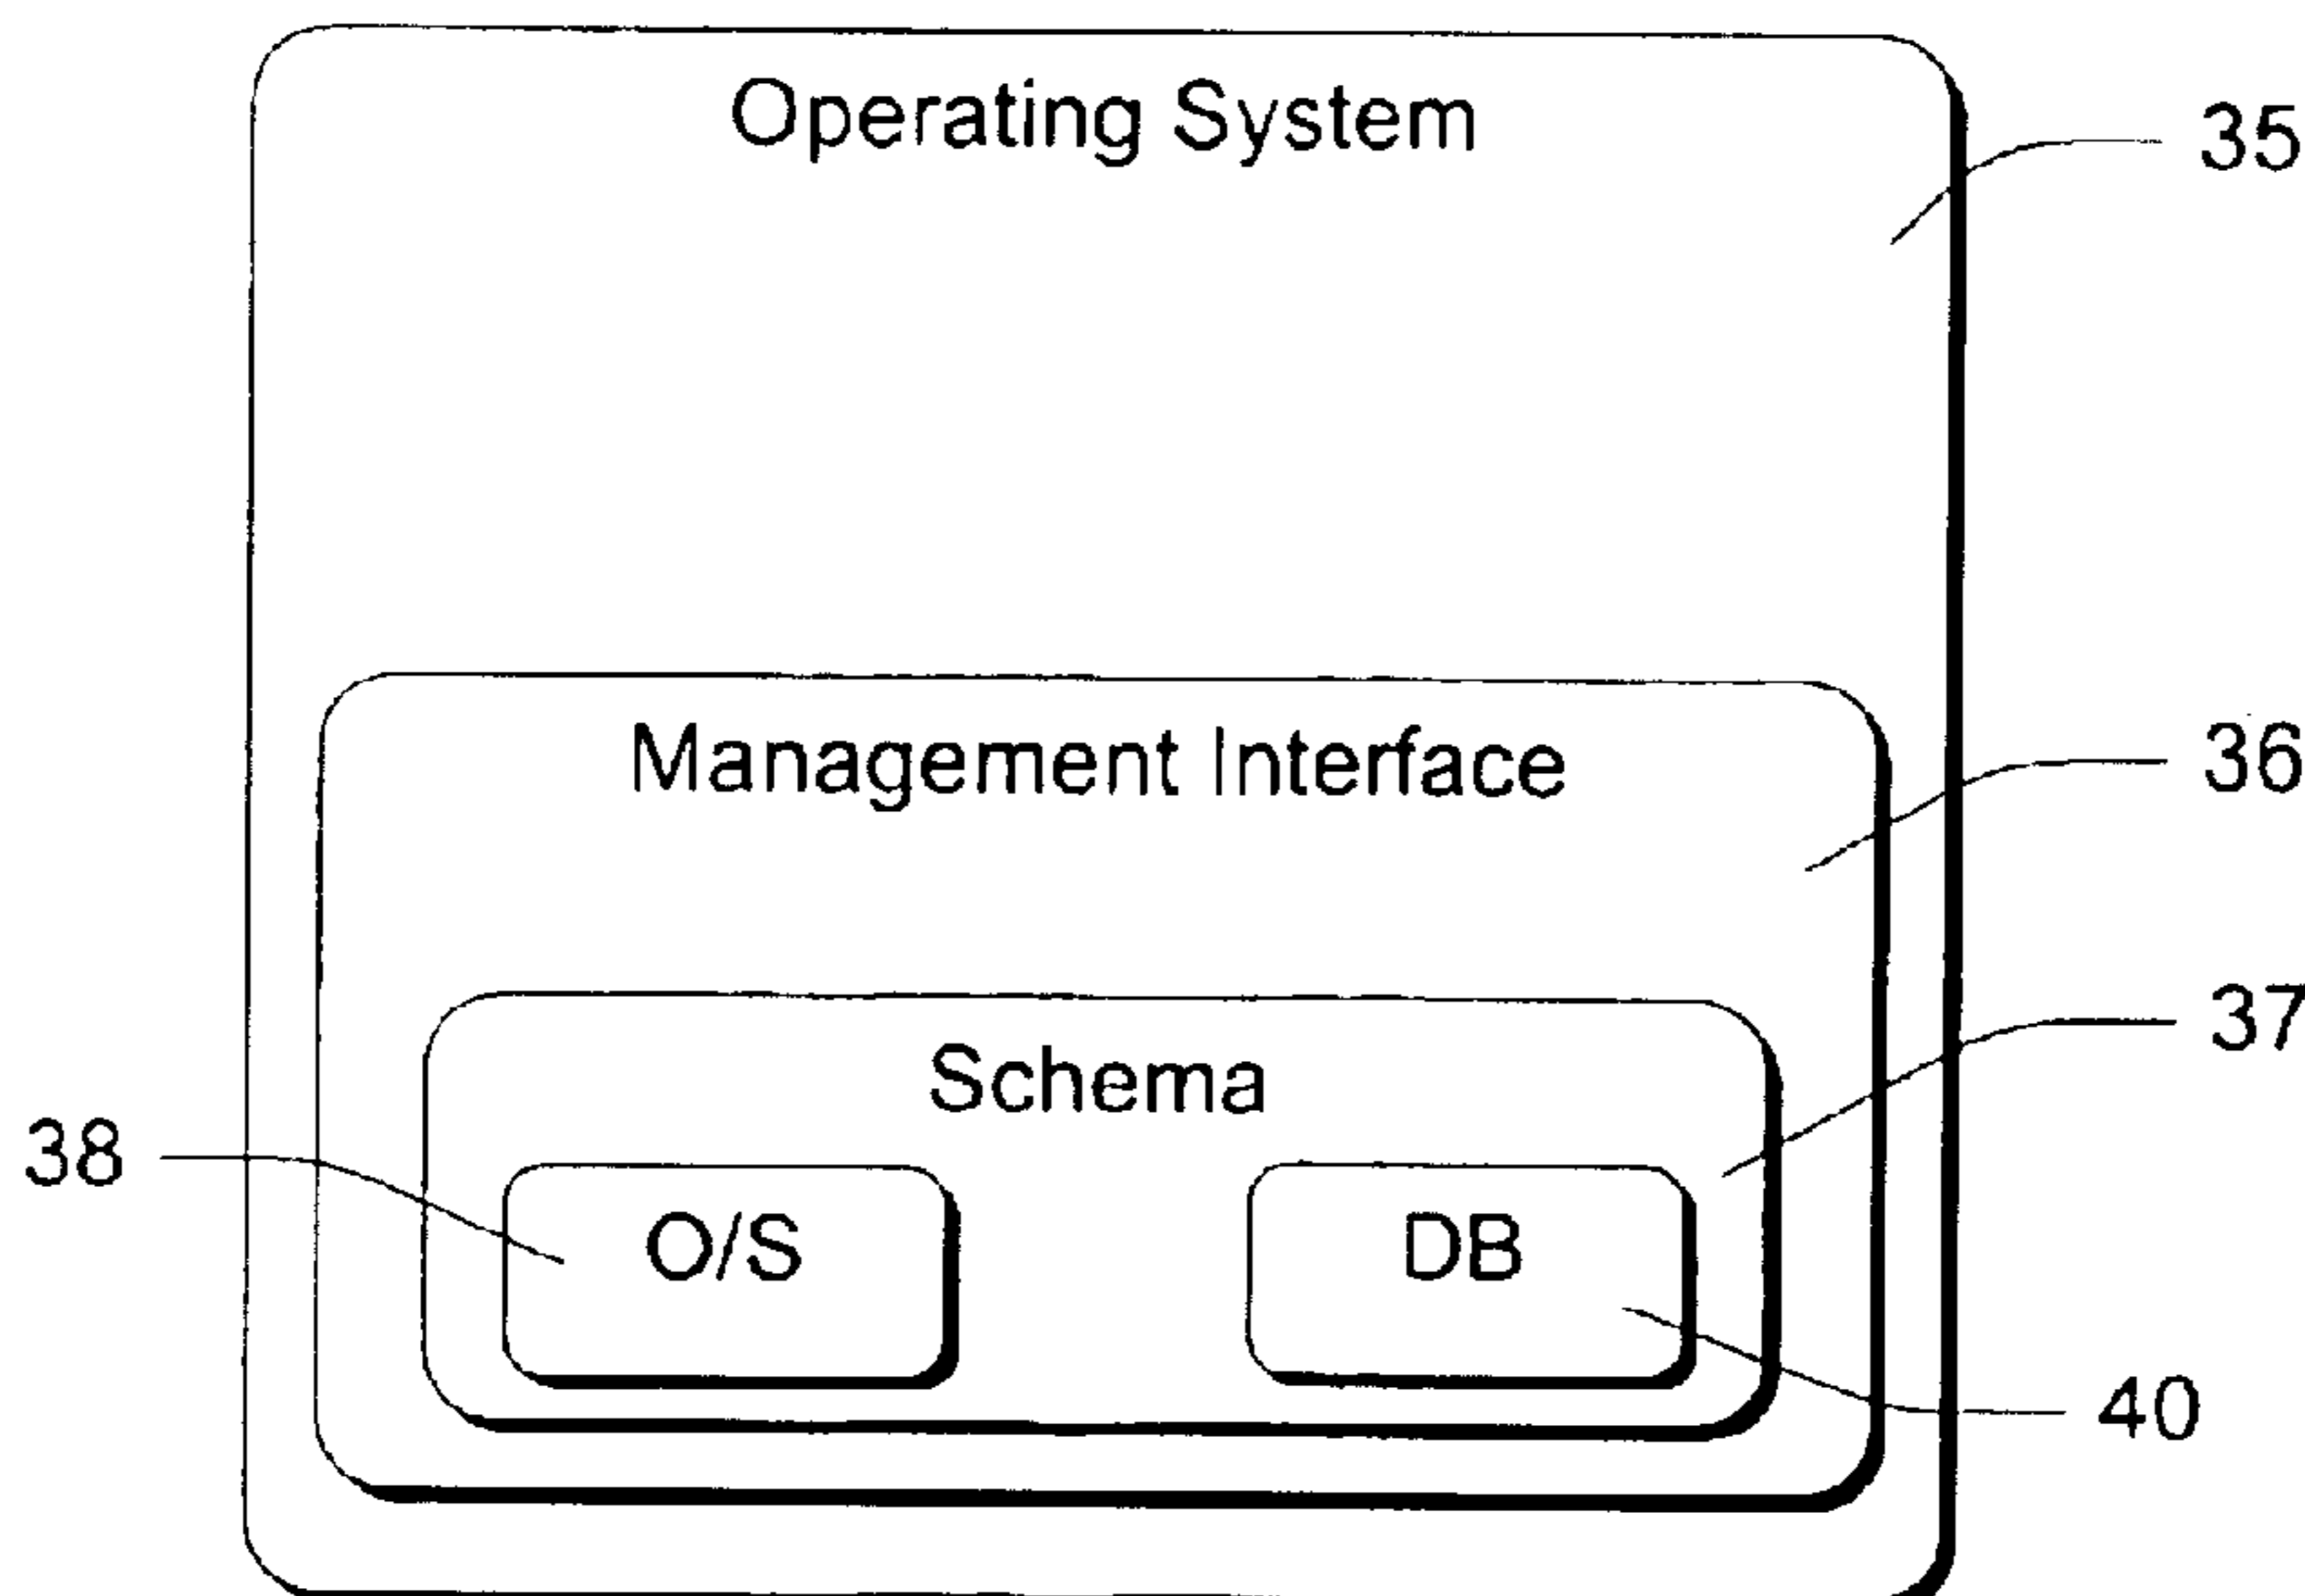 Operating System
35
Management Interface
36
37
Schema
38
O/S
DB
40